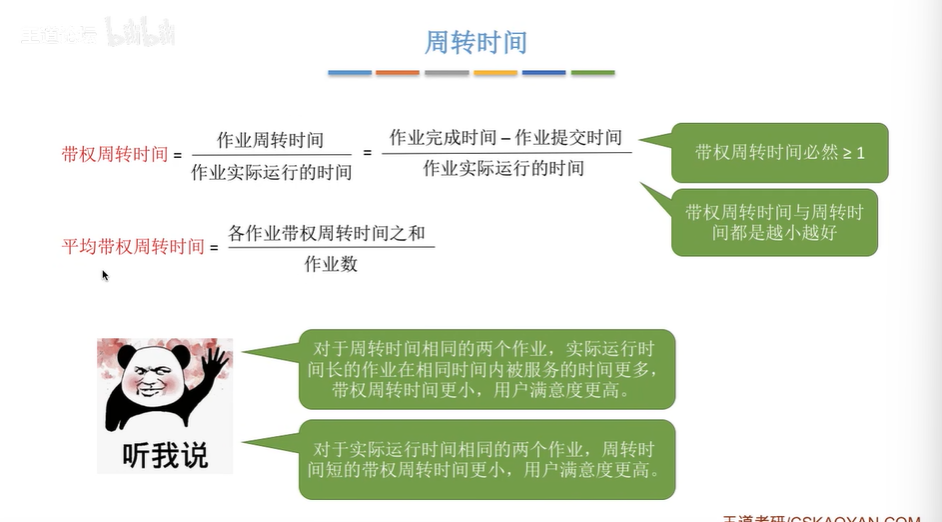 周转时间
带权周转时间 = 作业周转时间 / 作业实际运行的时间 = 作业完成时间 – 作业提交时间 / 作业实际运行的时间
带权周转时间必然 ≥ 1
带权周转时间与周转时
间都是越小越好
平均带权周转时间 = 各作业带权周转时间之和 / 作业数
对于周转时间相同的两个作业，实际运行时
间长的作业在相同时间内被服务的时间更多，
带权周转时间更小，用户满意度更高。
听我说
对于实际运行时间相同的两个作业，周转时
间短的带权周转时间更小，用户满意度更高。
王道考研/CSKAOYAN.COM